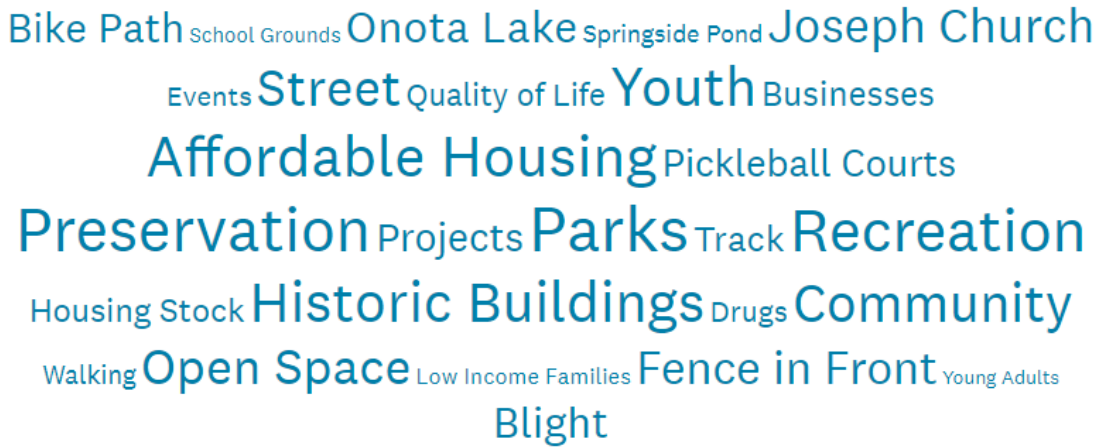 Bike Path School Grounds Onota Lake Springside Pond Joseph Church
Events Street Quality of Life Youth Businesses
Affordable Housing Pickleball Courts
Preservation Projects Parks Track Recreation
Housing Stock Historic Buildings Drugs Community
Walking Open Space Low Income Families Fence in Front Young Adults
Blight